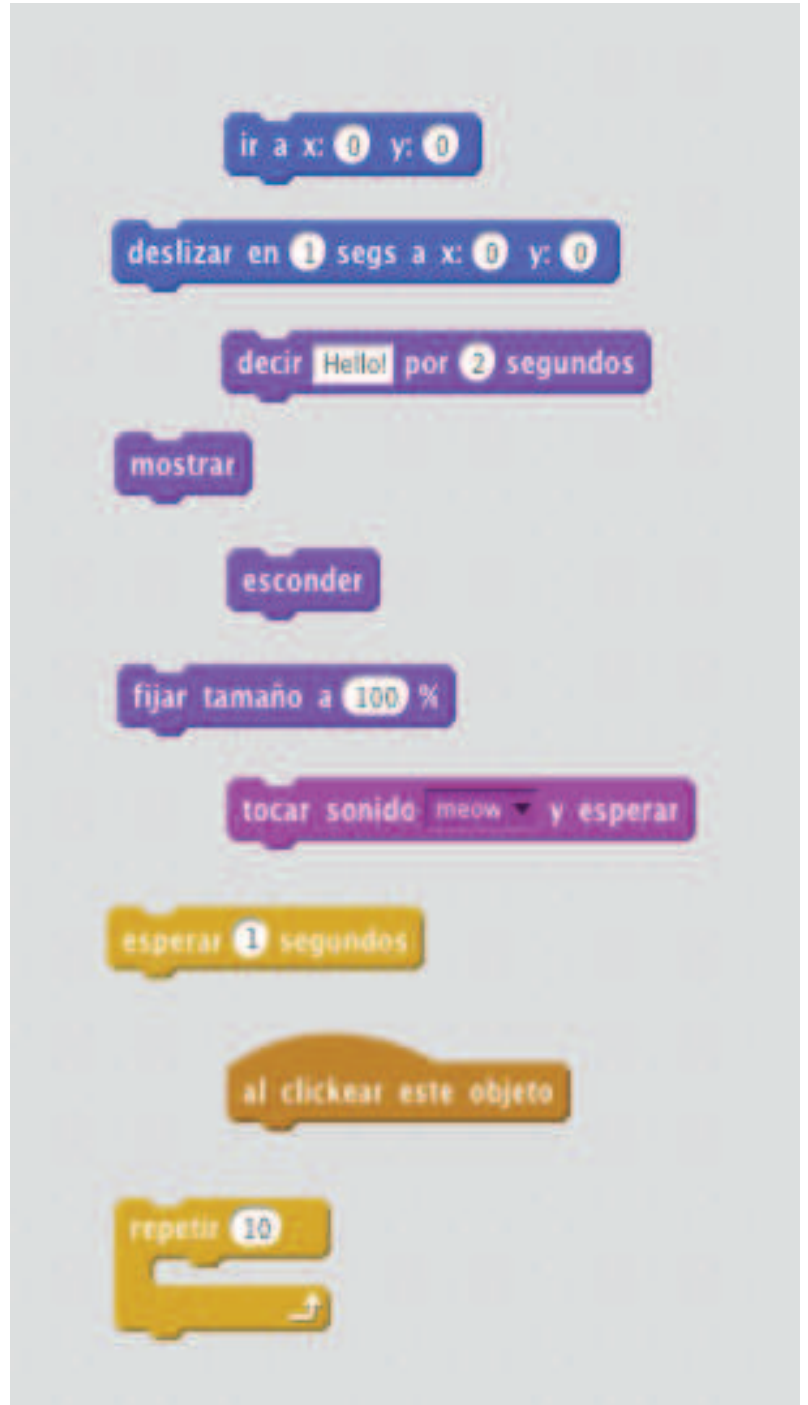 ir a x: 0 y: 0
deslizar en 1 segs a x: 0 y: 0
decir Hello! por 2 segundos
mostrar
esconder
fijar tamaño a 100 %
tocar sonido meow y esperar
esperar 1 segundos
al clickear este objeto
repetir 10